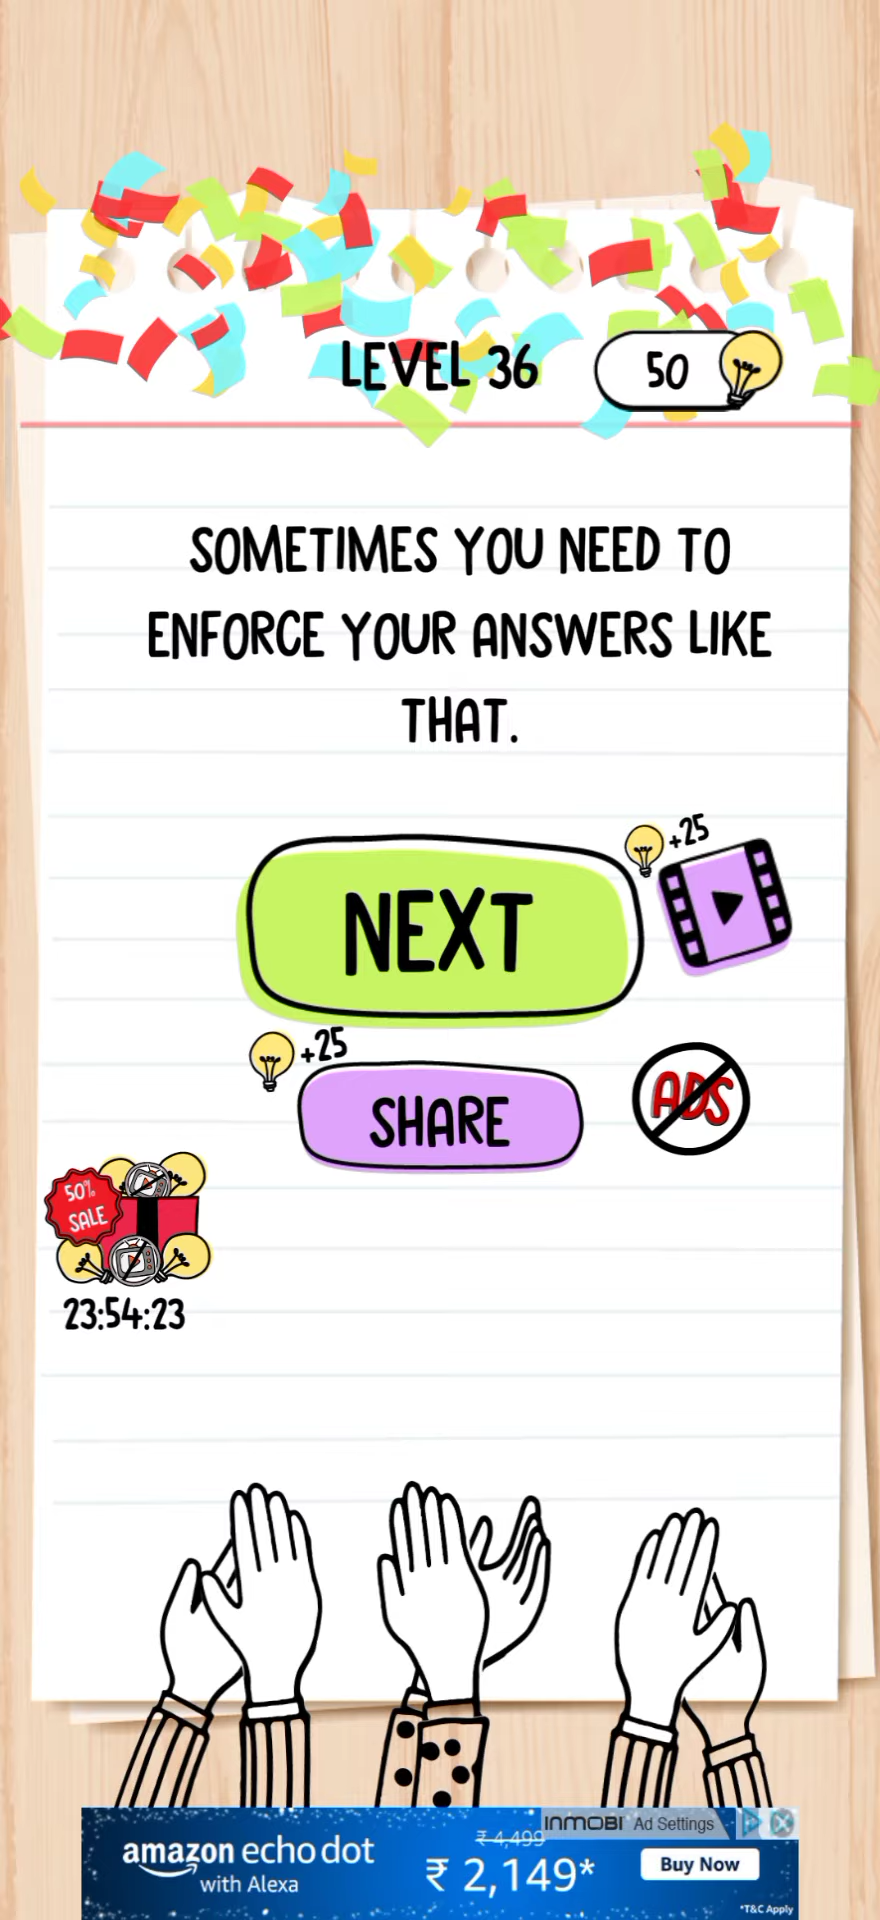 LEVEL 36
50
SOMETIMES YOU NEED TO
ENFORCE YOUR ANSWERS LIKE
THAT.
+25
NEXT
+25
SHARE
ADS
50%
SALE
23:54:23
INMOBI Ad Settings
amazon echo dot
with Alexa
₹ 4,499
₹ 2,149*
Buy Now
*T&C Apply